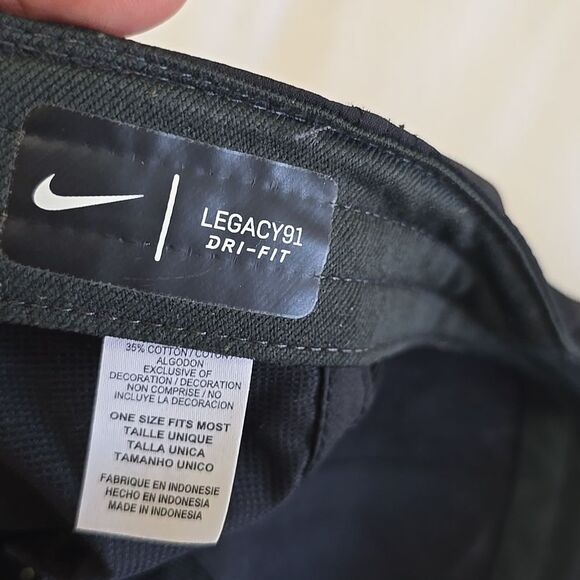 LEGACY91
DRI-FIT
35% COTTON / COTON /
ALGODON
EXCLUSIVE OF
DECORATION / DECORATION
NON COMPRISE / NO
INCLUYE LA DECORACION
ONE SIZE FITS MOST
TAILLE UNIQUE
TALLA UNICA
TAMANHO UNICO
FABRIQUE EN INDONESIE
HECHO EN INDONESIA
MADE IN INDONESIA